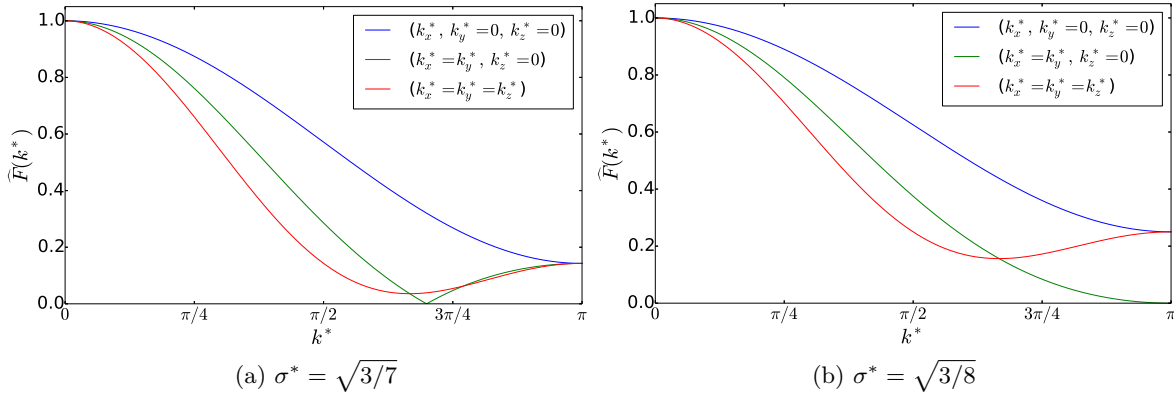 1.0
0.8
0.6
0.4
0.2
0.0
F̂(k*)
(k_x*, k_y*=0, k_z*=0)
(k_x*=k_y*, k_z*=0)
(k_x*=k_y*=k_z*)
0 π/4 π/2 3π/4 π
k*
(a) σ* = √3/7
1.0
0.8
0.6
0.4
0.2
0.0
F̂(k*)
(k_x*, k_y*=0, k_z*=0)
(k_x*=k_y*, k_z*=0)
(k_x*=k_y*=k_z*)
0 π/4 π/2 3π/4 π
k*
(b) σ* = √3/8